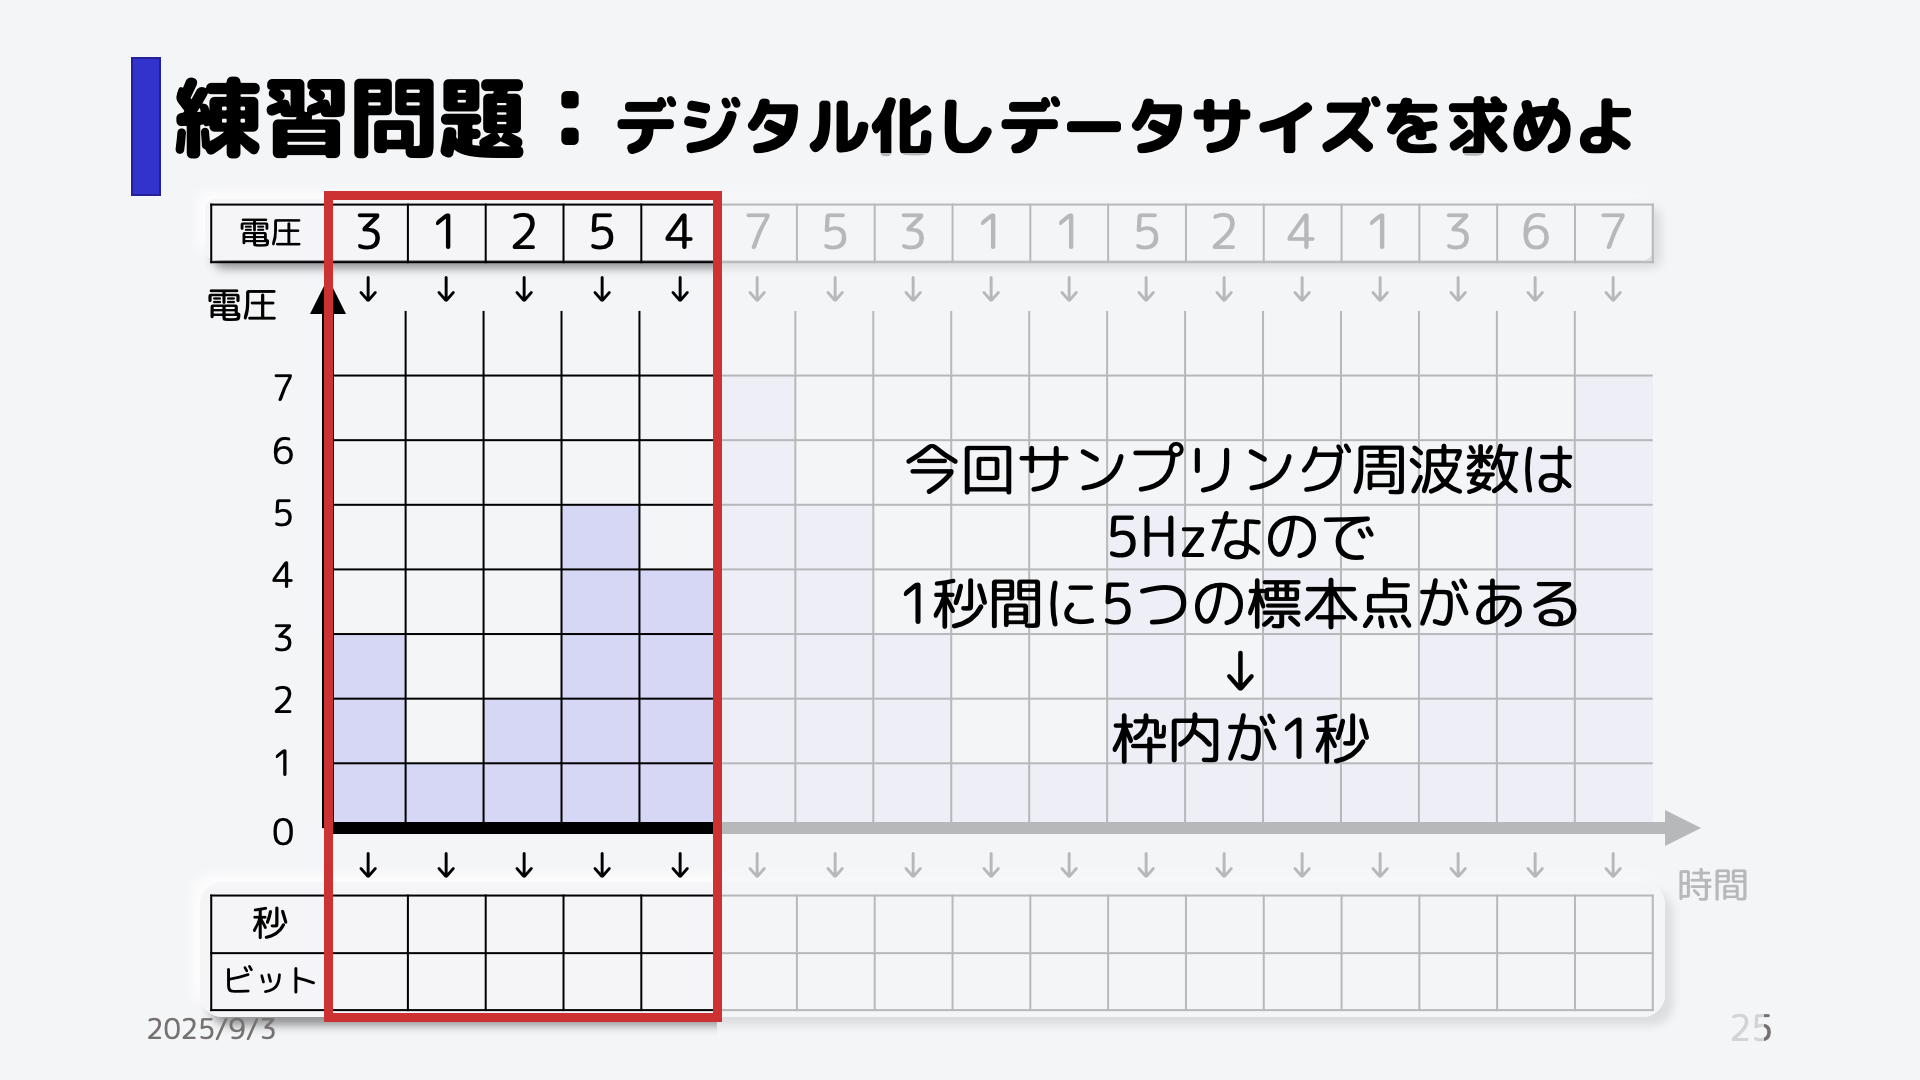 練習問題：デジタル化しデータサイズを求めよ
電圧 3 1 2 5 4 7 5 3 1 1 5 2 4 1 3 6 7
↓ ↓ ↓ ↓ ↓ ↓ ↓ ↓ ↓ ↓ ↓ ↓ ↓ ↓ ↓ ↓ ↓
電圧
7
6
5
4
3
2
1
0
今回サンプリング周波数は
5Hzなので
1秒間に5つの標本点がある
↓
枠内が1秒
↓ ↓ ↓ ↓ ↓ ↓ ↓ ↓ ↓ ↓ ↓ ↓ ↓ ↓ ↓ ↓ ↓
時間
秒
ビット
2025/9/3
25